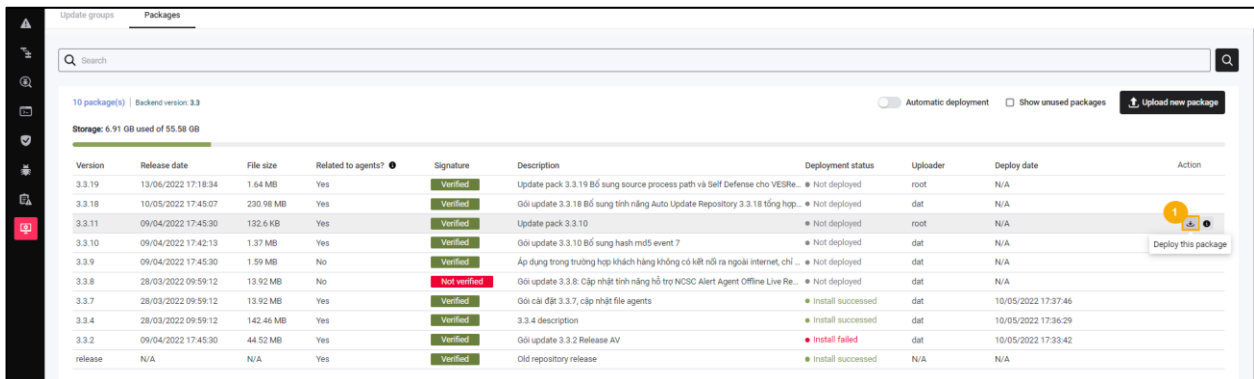 Update groups Packages
Search
10 package(s) | Backend version: 3.3 Automatic deployment Show unused packages Upload new package
Storage: 6.91 GB used of 55.58 GB
Version Release date File size Related to agents? Signature Description Deployment status Uploader Deploy date Action
3.3.19 13/06/2022 17:18:34 1.64 MB Yes Verified Update pack 3.3.19 Bổ sung source process path và Self Defense cho VESRe... Not deployed root N/A
3.3.18 10/05/2022 17:45:07 230.98 MB Yes Verified Gói update 3.3.18 Bổ sung tính năng Auto Update Repository 3.3.18 tổng hợp... Not deployed dat N/A
1
3.3.11 09/04/2022 17:45:30 132.6 KB Yes Verified Update pack 3.3.10 Not deployed root N/A
3.3.10 09/04/2022 17:42:13 1.37 MB Yes Verified Gói update 3.3.10 Bổ sung hash md5 event 7 Not deployed dat N/A Deploy this package
3.3.9 09/04/2022 17:45:30 1.59 MB No Verified Áp dụng trong trường hợp khách hàng không có kết nối ra ngoài internet, chỉ ... Not deployed dat N/A
3.3.8 28/03/2022 09:59:12 13.92 MB No Not verified Gói update 3.3.8: Cập nhật tính năng hỗ trợ NCSC Alert Agent Offline Live Re... Not deployed dat N/A
3.3.7 28/03/2022 09:59:12 13.92 MB Yes Verified Gói cài đặt 3.3.7, cập nhật file agents Install successed dat 10/05/2022 17:37:46
3.3.4 28/03/2022 09:59:12 142.46 MB Yes Verified 3.3.4 description Install successed dat 10/05/2022 17:36:29
3.3.2 09/04/2022 17:45:30 44.52 MB Yes Verified Gói update 3.3.2 Release AV Install failed dat 10/05/2022 17:33:42
release N/A N/A Yes Verified Old repository release Install successed N/A N/A